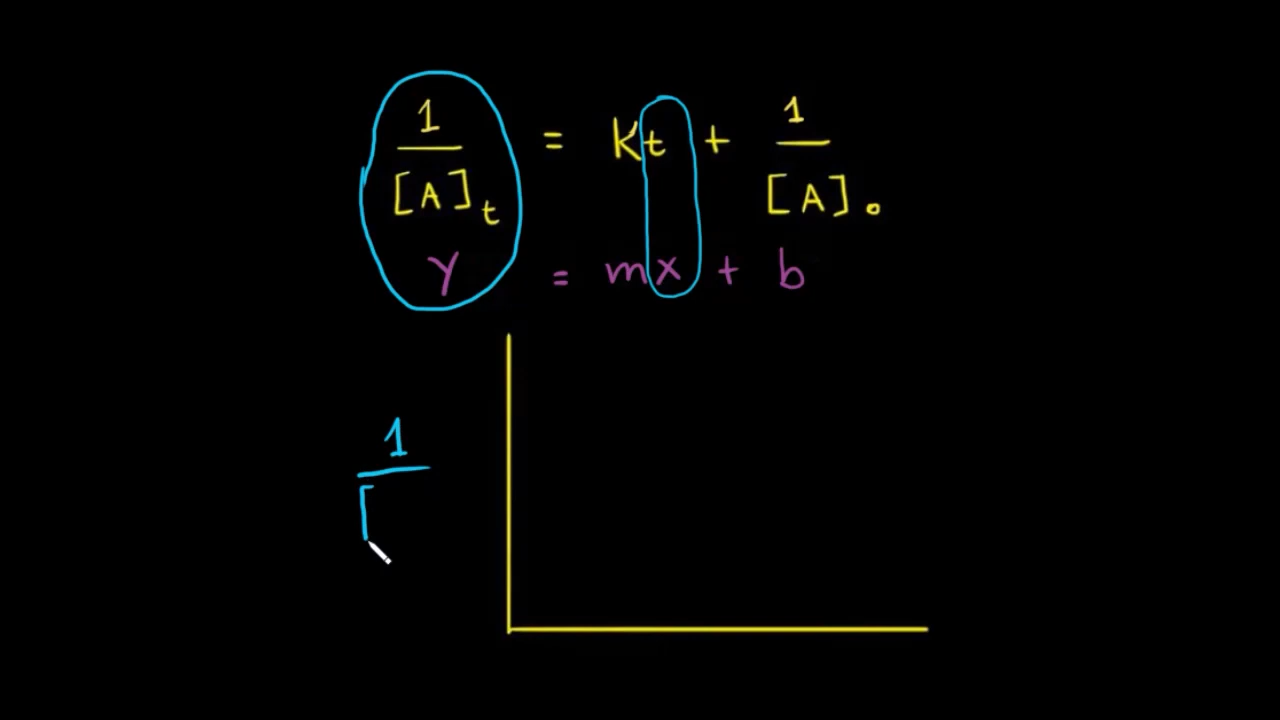 1/[A]t = kt + 1/[A]₀
y = mx + b
1/[